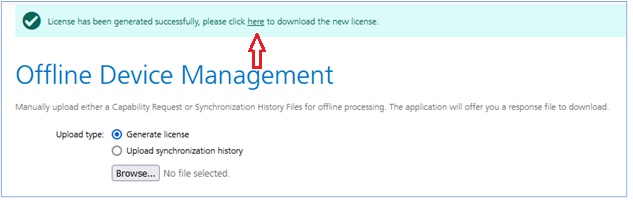 License has been generated successfully, please click here to download the new license.
Offline Device Management
Manually upload either a Capability Request or Synchronization History Files for offline processing. The application will offer you a response file to download.
Upload type: Generate license
Upload synchronization history
Browse... No file selected.